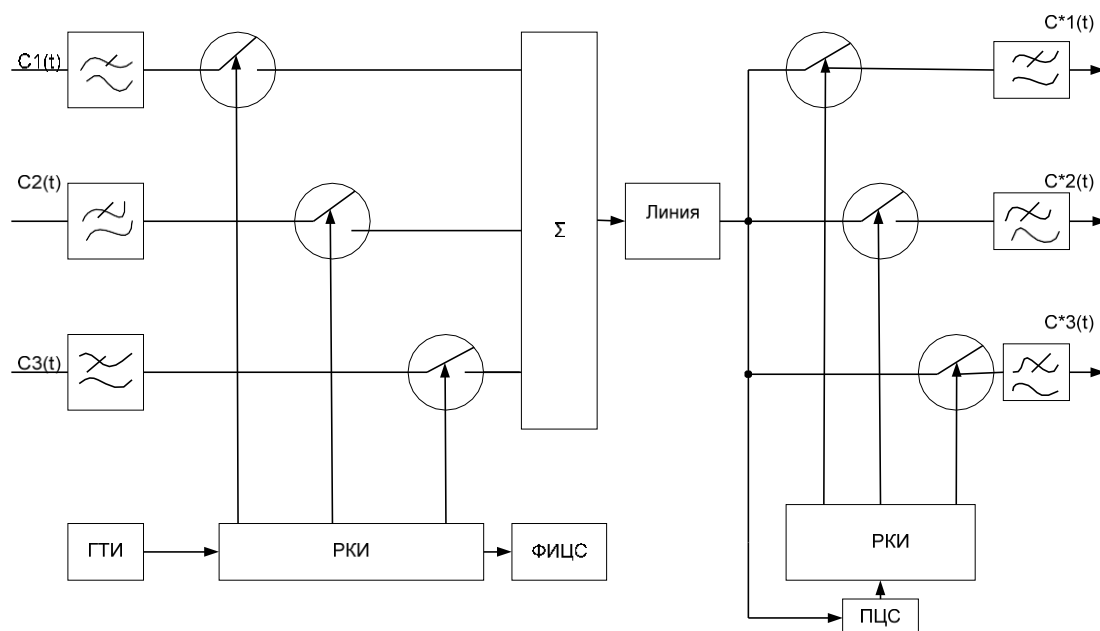 C1(t)
C*1(t)
C2(t)
Линия
C*2(t)
Σ
C3(t)
C*3(t)
ГТИ
РКИ
ФИЦС
РКИ
ПЦС